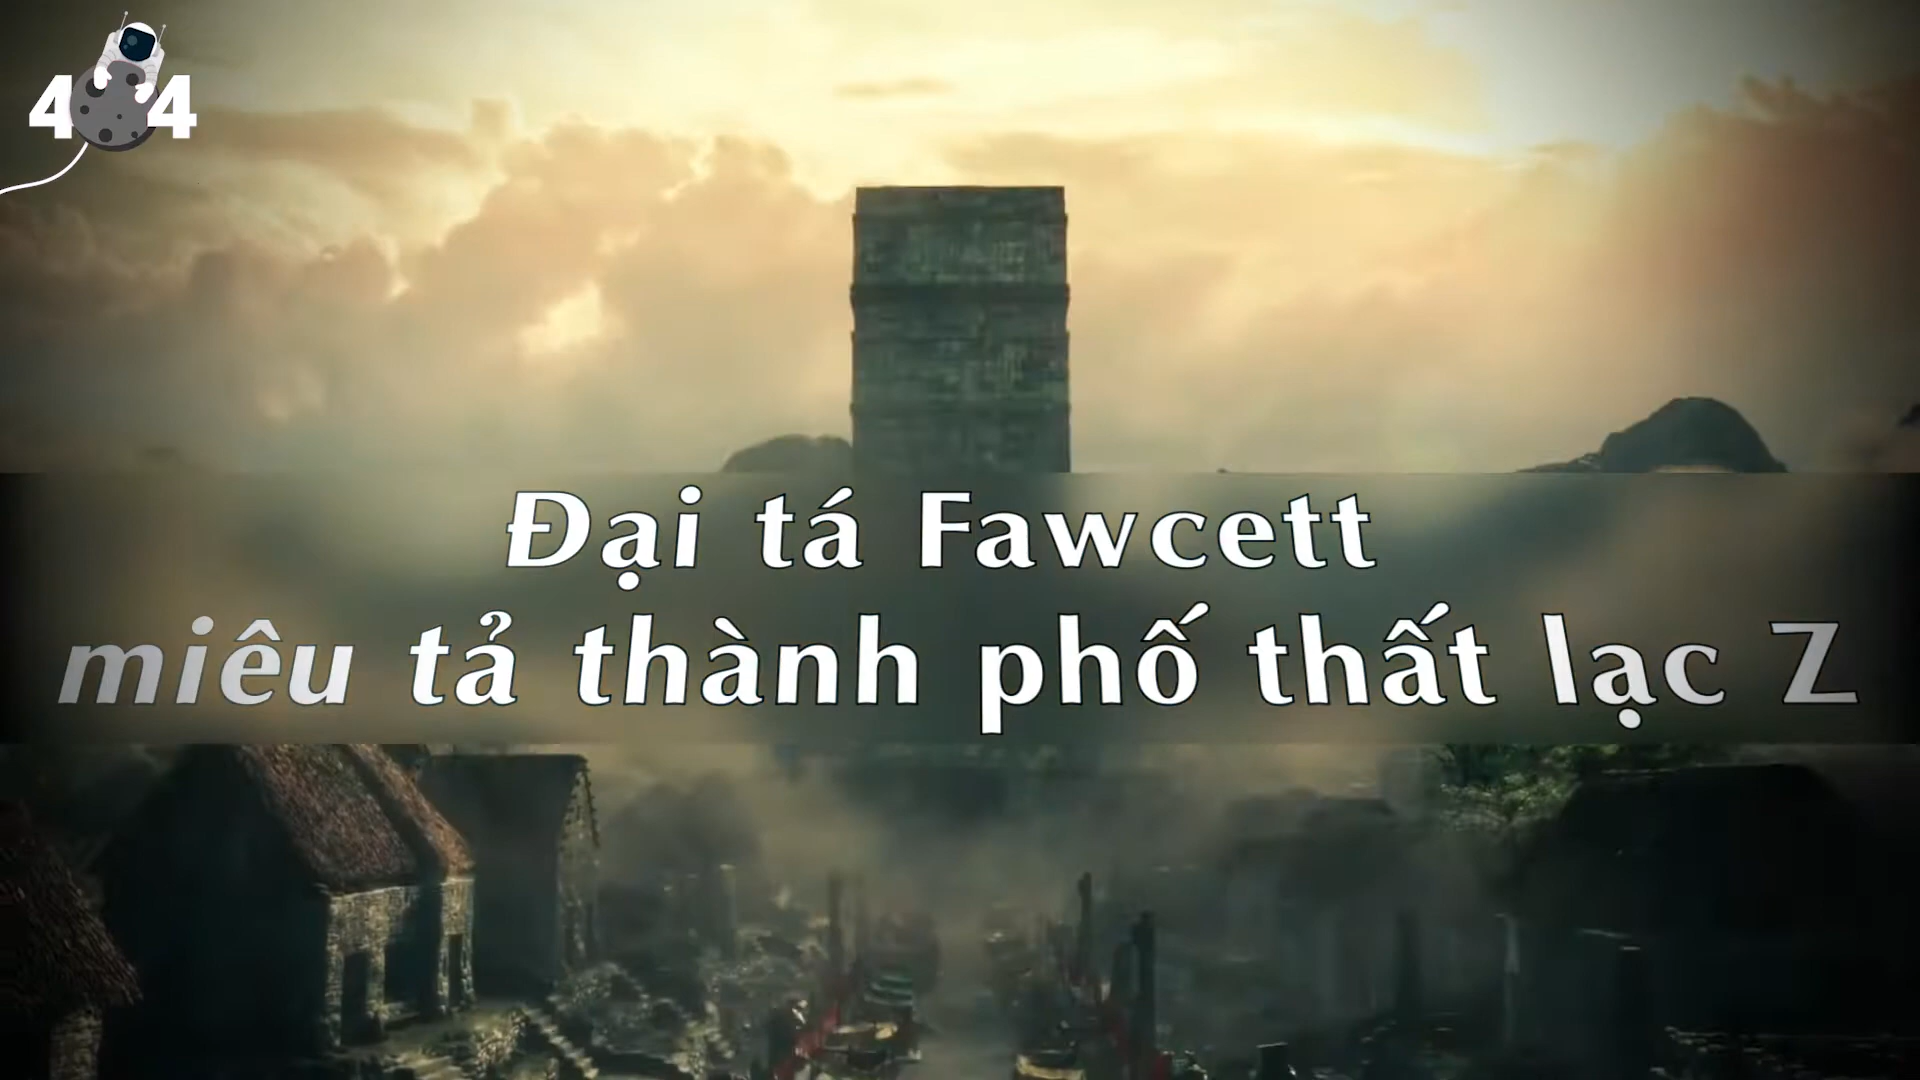 404
Đại tá Fawcett
miêu tả thành phố thất lạc Z